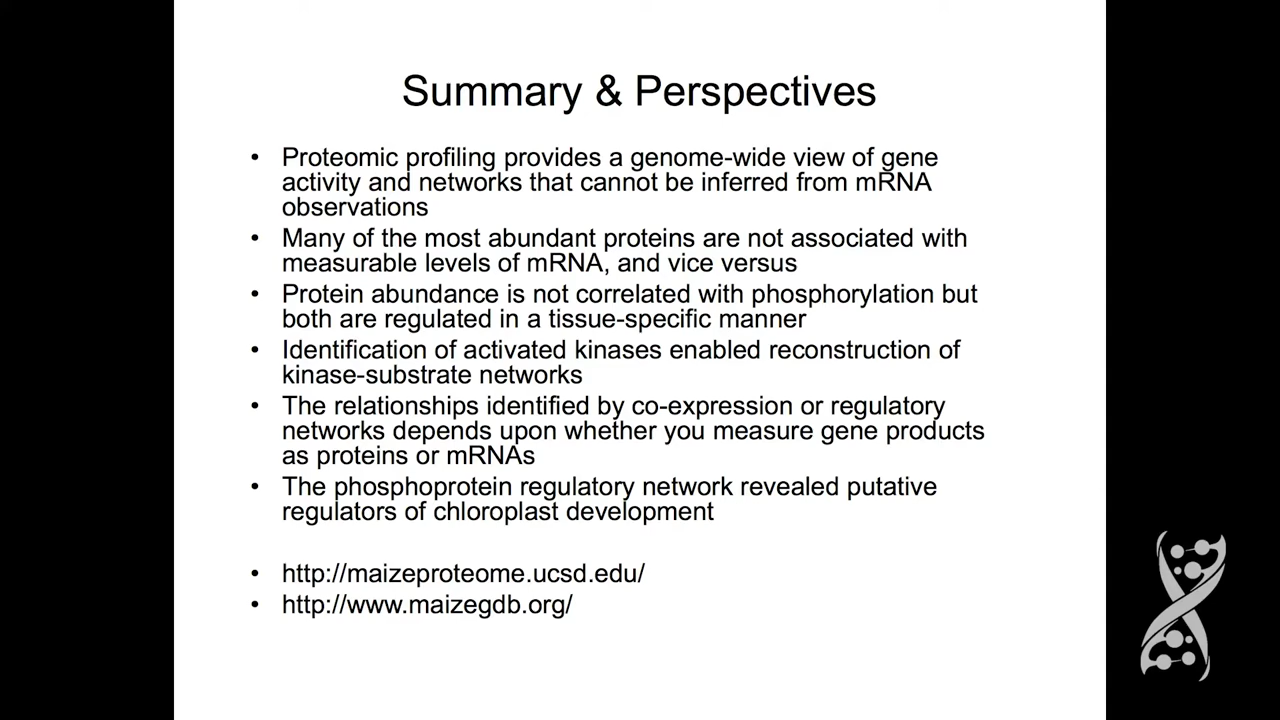 Summary & Perspectives
• Proteomic profiling provides a genome-wide view of gene
activity and networks that cannot be inferred from mRNA
observations
• Many of the most abundant proteins are not associated with
measurable levels of mRNA, and vice versus
• Protein abundance is not correlated with phosphorylation but
both are regulated in a tissue-specific manner
• Identification of activated kinases enabled reconstruction of
kinase-substrate networks
• The relationships identified by co-expression or regulatory
networks depends upon whether you measure gene products
as proteins or mRNAs
• The phosphoprotein regulatory network revealed putative
regulators of chloroplast development
• http://maizeproteome.ucsd.edu/
• http://www.maizegdb.org/